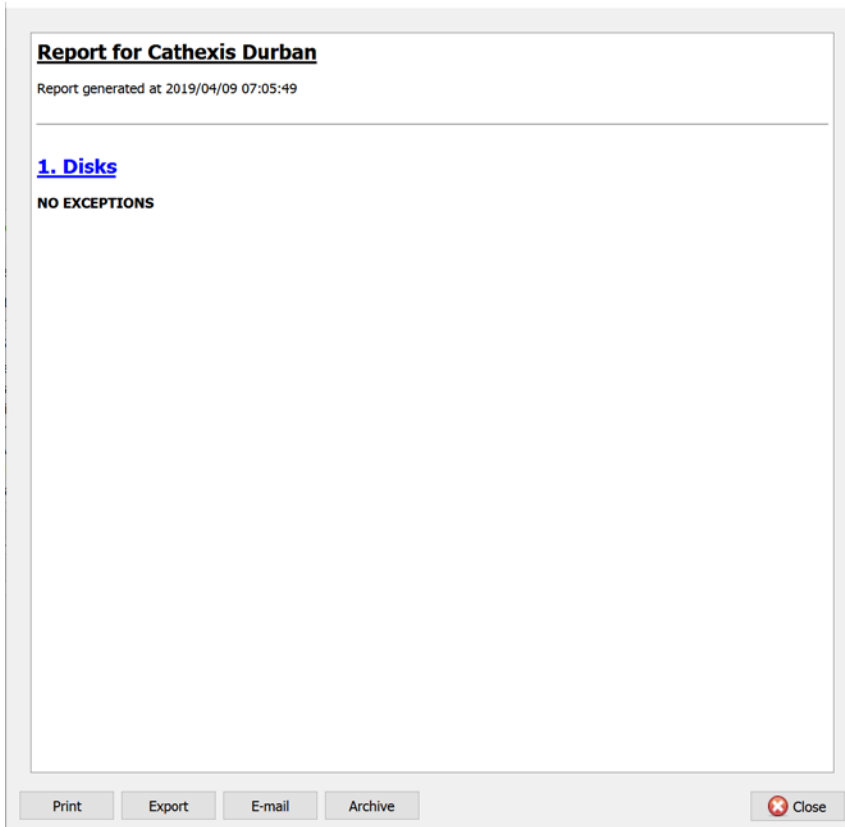 Report for Cathexis Durban
Report generated at 2019/04/09 07:05:49
1. Disks
NO EXCEPTIONS
Print Export E-mail Archive Close